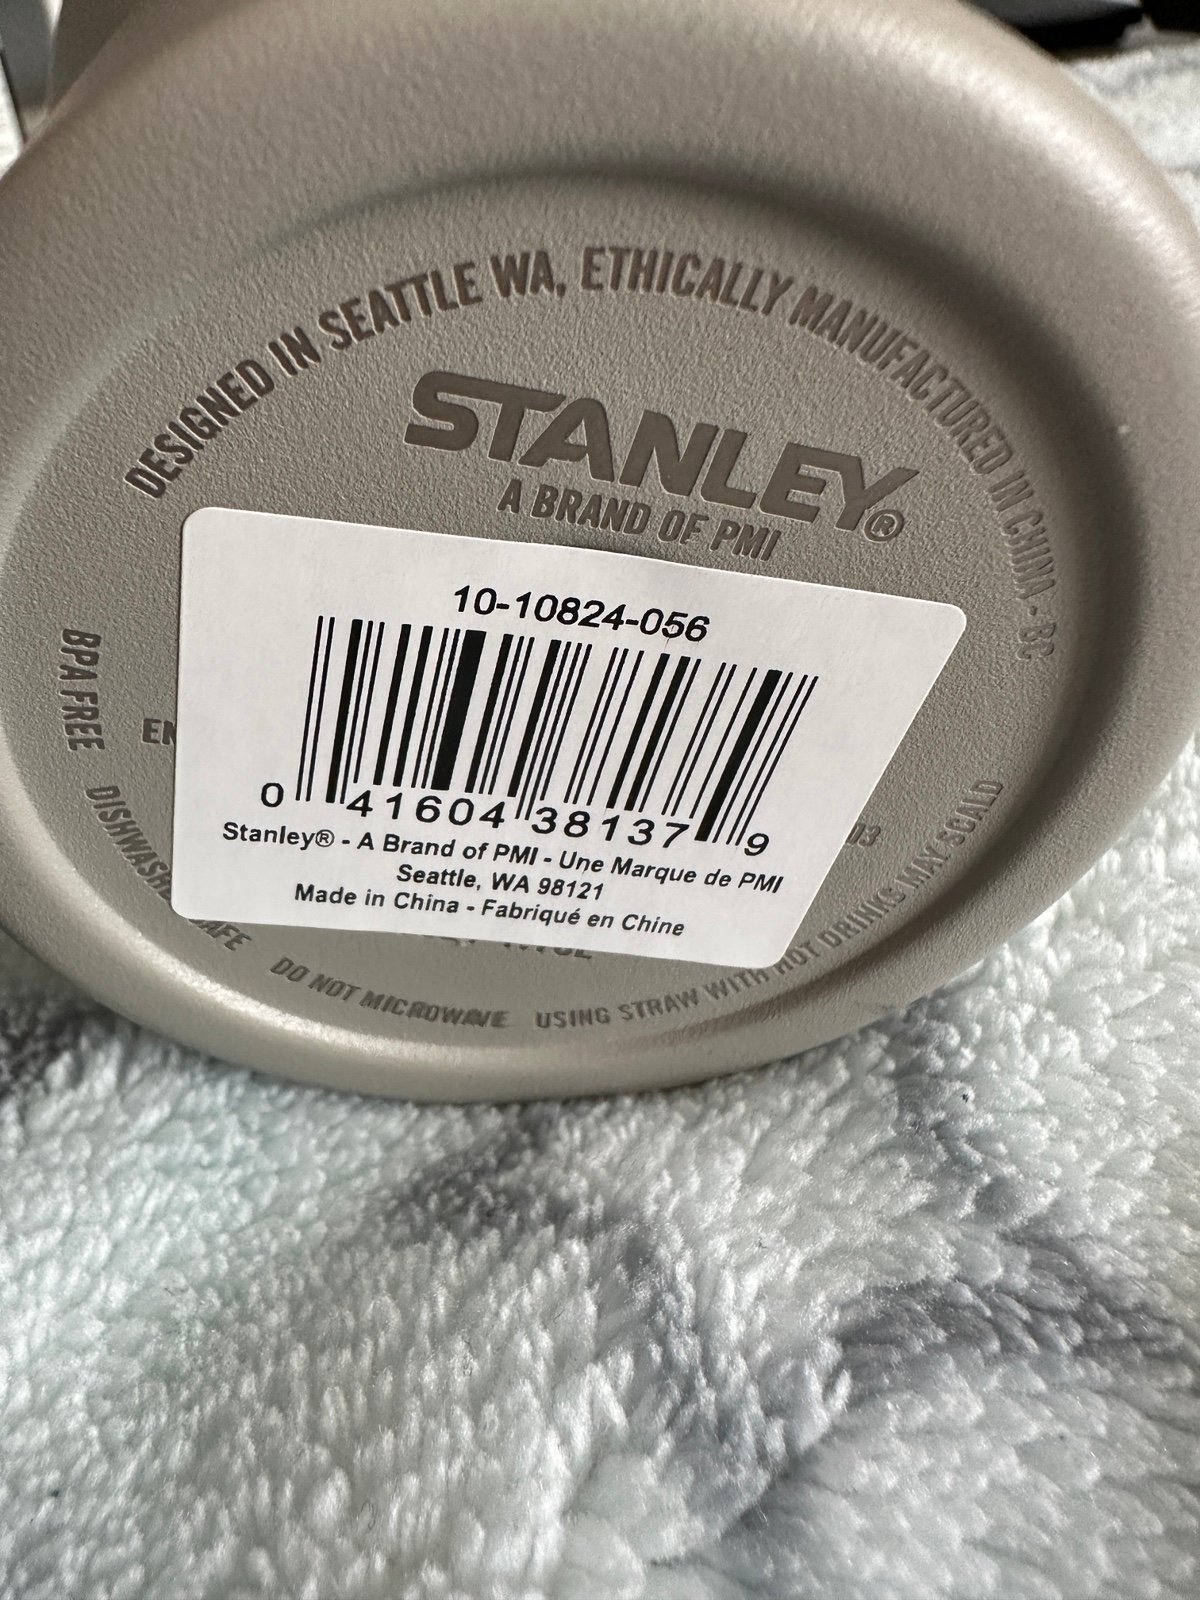 DESIGNED IN SEATTLE WA, ETHICALLY MANUFACTURED IN CHINA - BC
STANLEY®
A BRAND OF PMI
10-10824-056
0 41604 38137 9
Stanley® - A Brand of PMI - Une Marque de PMI
Seattle, WA 98121
Made in China - Fabriqué en Chine
EN
03
BPA FREE
DO NOT MICROWAVE
USING STRAW WITH HOT DRINKS MAY SCALD